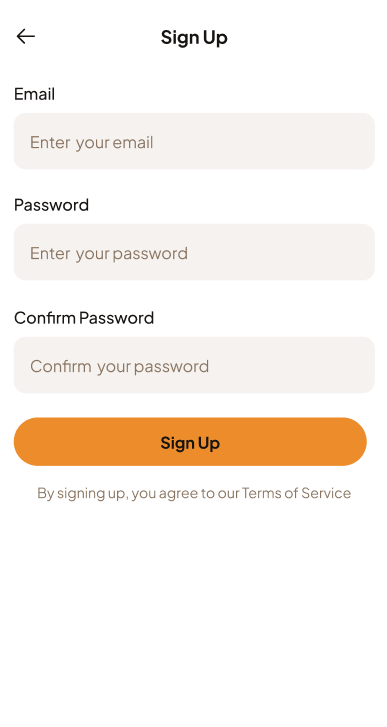 Sign Up
Email
Enter your email
Password
Enter your password
Confirm Password
Confirm your password
Sign Up
By signing up, you agree to our Terms of Service